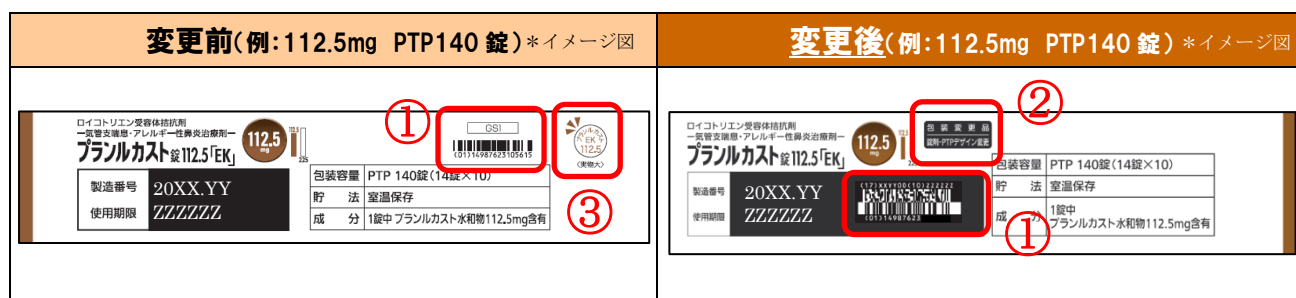 変更前(例:112.5mg PTP140 錠)*イメージ図
変更後(例:112.5mg PTP140 錠)*イメージ図
ロイコトリエン受容体拮抗剤
ー気管支喘息・アレルギー性鼻炎治療剤ー
プランルカスト錠112.5「EK」
112.5
mg
112.5
225
①
GS1
(01)14987623105615
プランルカスト
EK
112.5
〈実物大〉
製造番号 20XX.YY
使用期限 ZZZZZZ
包装容量 PTP 140錠(14錠×10)
貯 法 室温保存
成 分 1錠中 プランルカスト水和物112.5mg含有
③
ロイコトリエン受容体拮抗剤
ー気管支喘息・アレルギー性鼻炎治療剤ー
プランルカスト錠112.5「EK」
112.5
mg
225
②
包装変更品
錠剤・PTPデザイン変更
製造番号 20XX.YY
使用期限 ZZZZZZ
(17)XXYY00(10)ZZZZZZ
(01)14987623
①
包装容量 PTP 140錠(14錠×10)
貯 法 室温保存
成 分 1錠中
プランルカスト水和物112.5mg含有